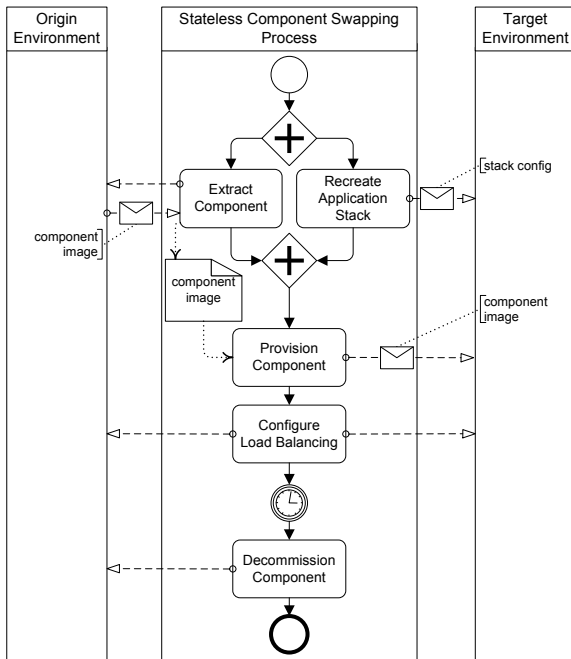 Origin
Environment
Stateless Component Swapping
Process
Target
Environment
stack config
Extract
Component
Recreate
Application
Stack
component
image
component
image
component
image
Provision
Component
Configure
Load Balancing
Decommission
Component